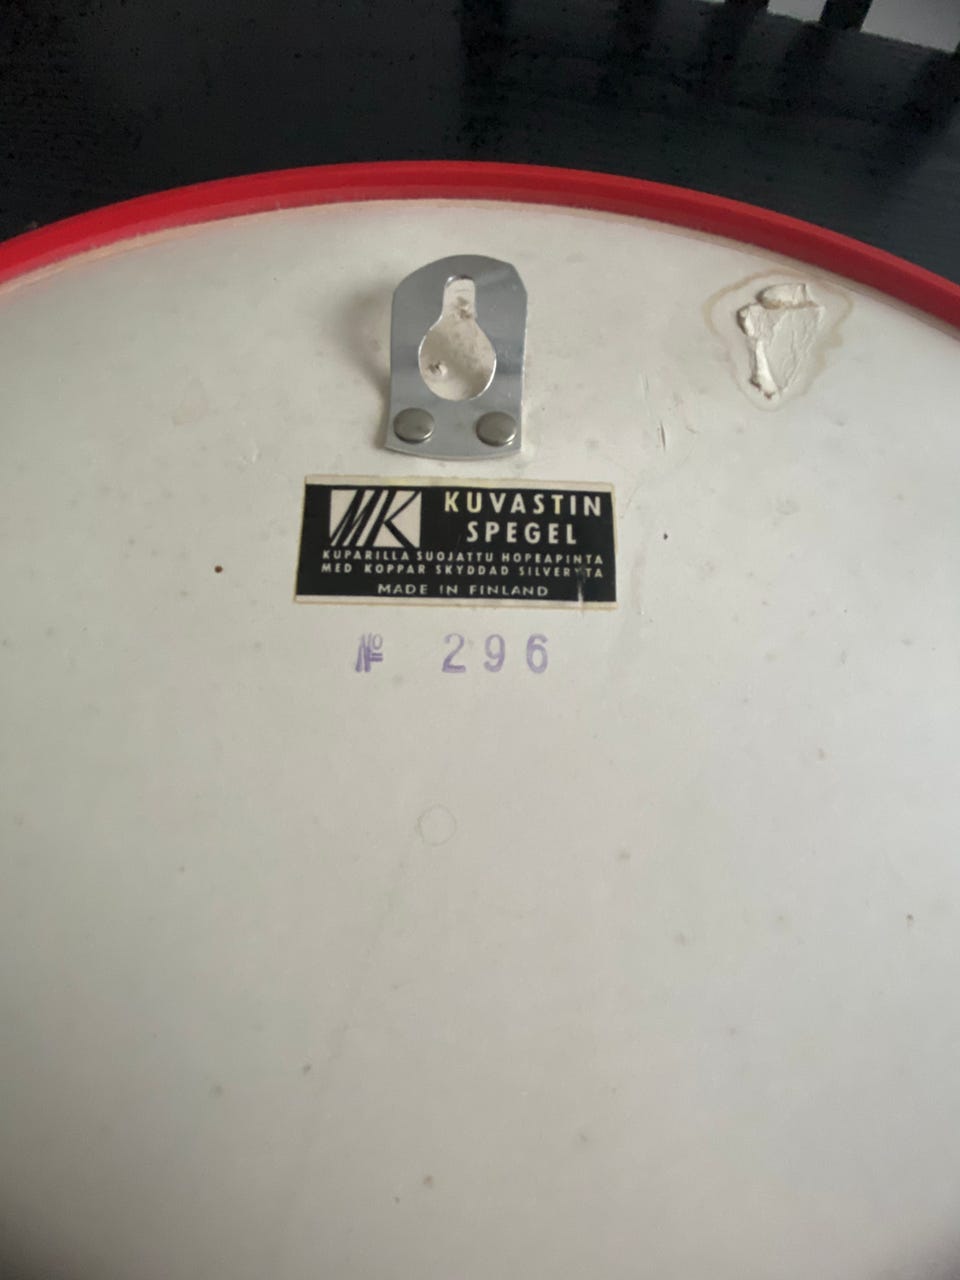 MK
KUVASTIN
SPEGEL
KUPARILLA SUOJATTU HOPEAPINTA
MED KOPPAR SKYDDAD SILVERYTA
MADE IN FINLAND
№ 296